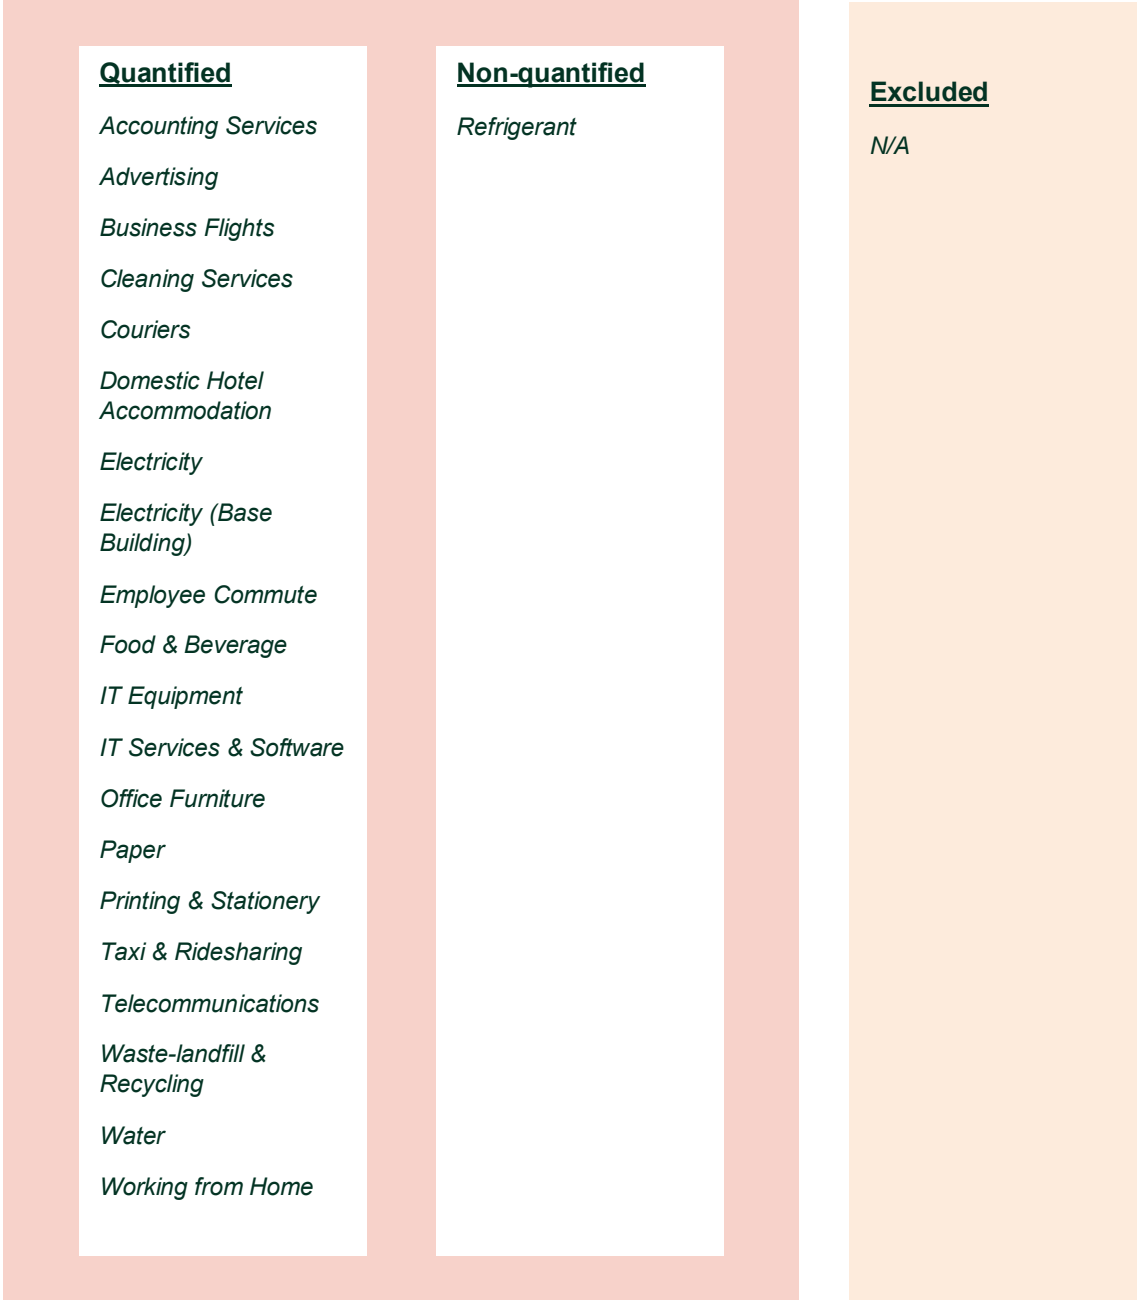 Quantified
Accounting Services
Advertising
Business Flights
Cleaning Services
Couriers
Domestic Hotel
Accommodation
Electricity
Electricity (Base
Building)
Employee Commute
Food & Beverage
IT Equipment
IT Services & Software
Office Furniture
Paper
Printing & Stationery
Taxi & Ridesharing
Telecommunications
Waste-landfill &
Recycling
Water
Working from Home
Non-quantified
Refrigerant
Excluded
N/A